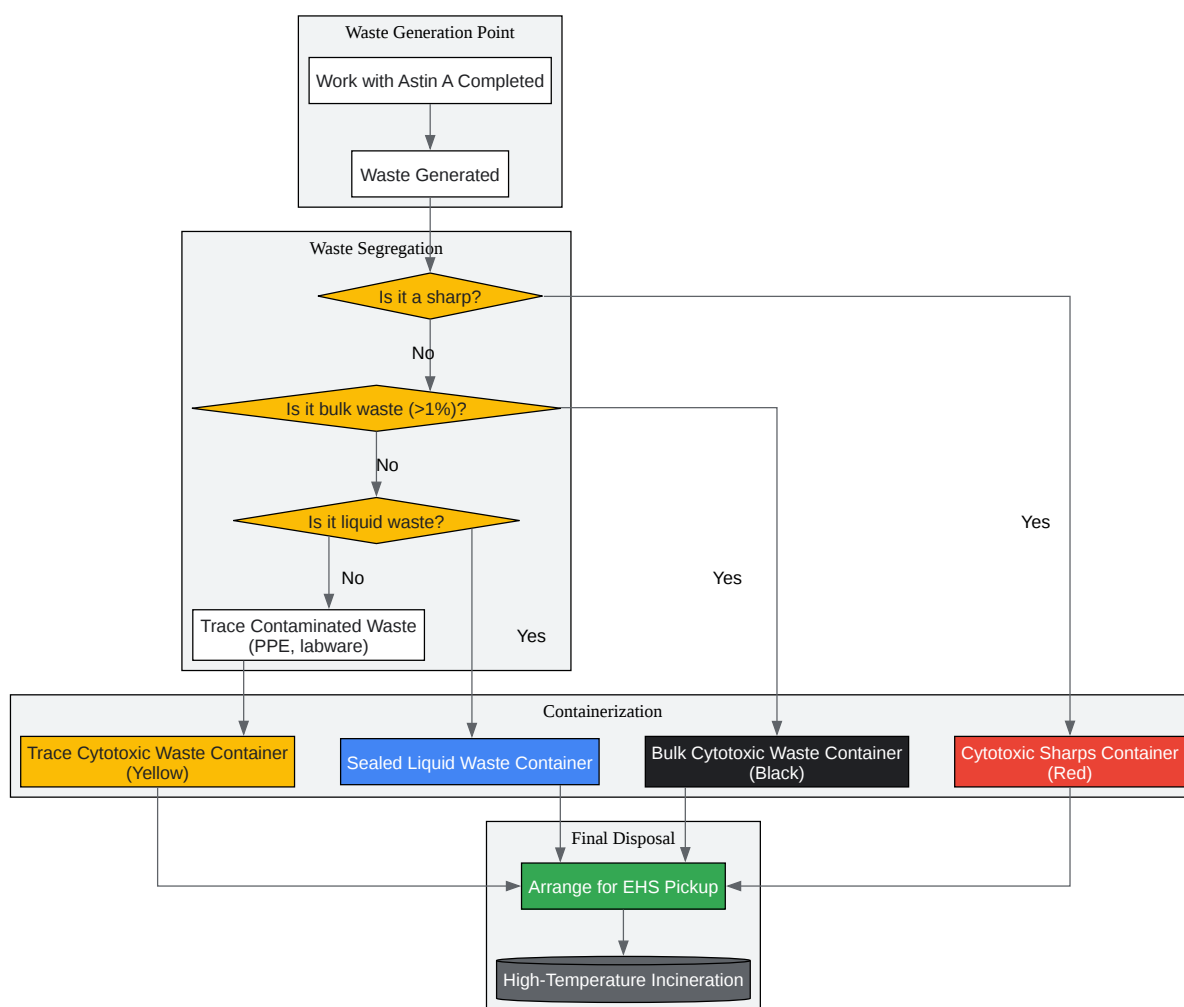 Waste Generation Point
Work with Astin A Completed
Waste Generated
Waste Segregation
Is it a sharp?
No
Is it bulk waste (>1%)?
No
Is it liquid waste?
Yes
No
Yes
Trace Contaminated Waste
(PPE, labware)
Yes
Containerization
Trace Cytotoxic Waste Container
(Yellow)
Sealed Liquid Waste Container
Bulk Cytotoxic Waste Container
(Black)
Cytotoxic Sharps Container
(Red)
Final Disposal
Arrange for EHS Pickup
High-Temperature Incineration